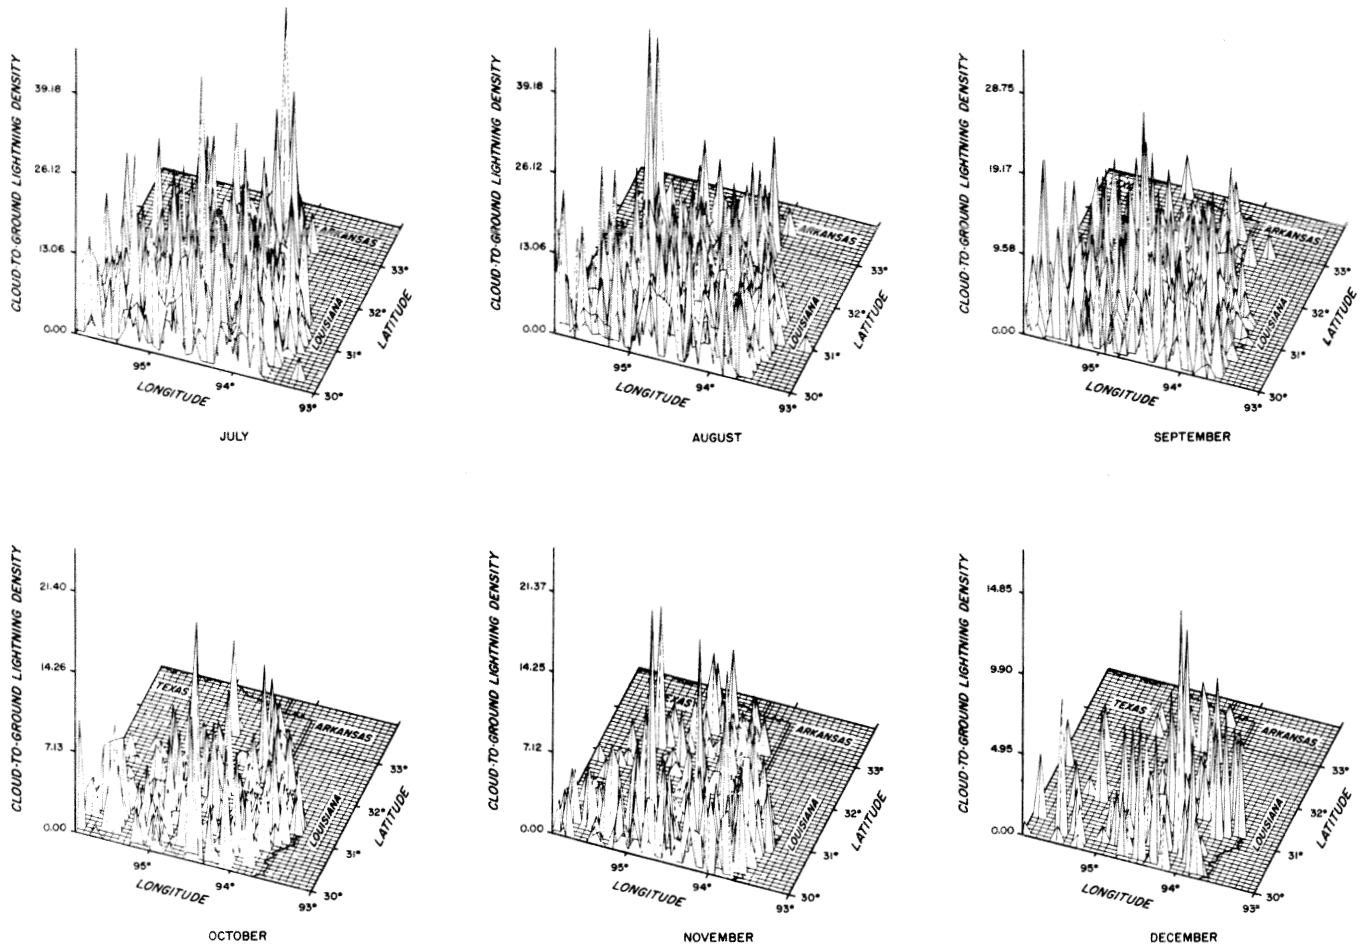 CLOUD-TO-GROUND LIGHTNING DENSITY
39.18
26.12
13.06
0.00
ARKANSAS
LOUISIANA
33°
32°
31°
30°
LATITUDE
95°
94°
93°
LONGITUDE
JULY
CLOUD-TO-GROUND LIGHTNING DENSITY
39.18
26.12
13.06
0.00
ARKANSAS
LOUISIANA
33°
32°
31°
30°
LATITUDE
95°
94°
93°
LONGITUDE
AUGUST
CLOUD-TO-GROUND LIGHTNING DENSITY
28.75
19.17
9.58
0.00
ARKANSAS
LOUISIANA
33°
32°
31°
30°
LATITUDE
95°
94°
93°
LONGITUDE
SEPTEMBER
CLOUD-TO-GROUND LIGHTNING DENSITY
21.40
14.26
7.13
0.00
TEXAS
ARKANSAS
LOUISIANA
33°
32°
31°
30°
LATITUDE
95°
94°
93°
LONGITUDE
OCTOBER
CLOUD-TO-GROUND LIGHTNING DENSITY
21.37
14.25
7.12
0.00
TEXAS
ARKANSAS
LOUISIANA
33°
32°
31°
30°
LATITUDE
95°
94°
93°
LONGITUDE
NOVEMBER
CLOUD-TO-GROUND LIGHTNING DENSITY
14.85
9.90
4.95
0.00
TEXAS
ARKANSAS
LOUISIANA
33°
32°
31°
30°
LATITUDE
95°
94°
93°
LONGITUDE
DECEMBER